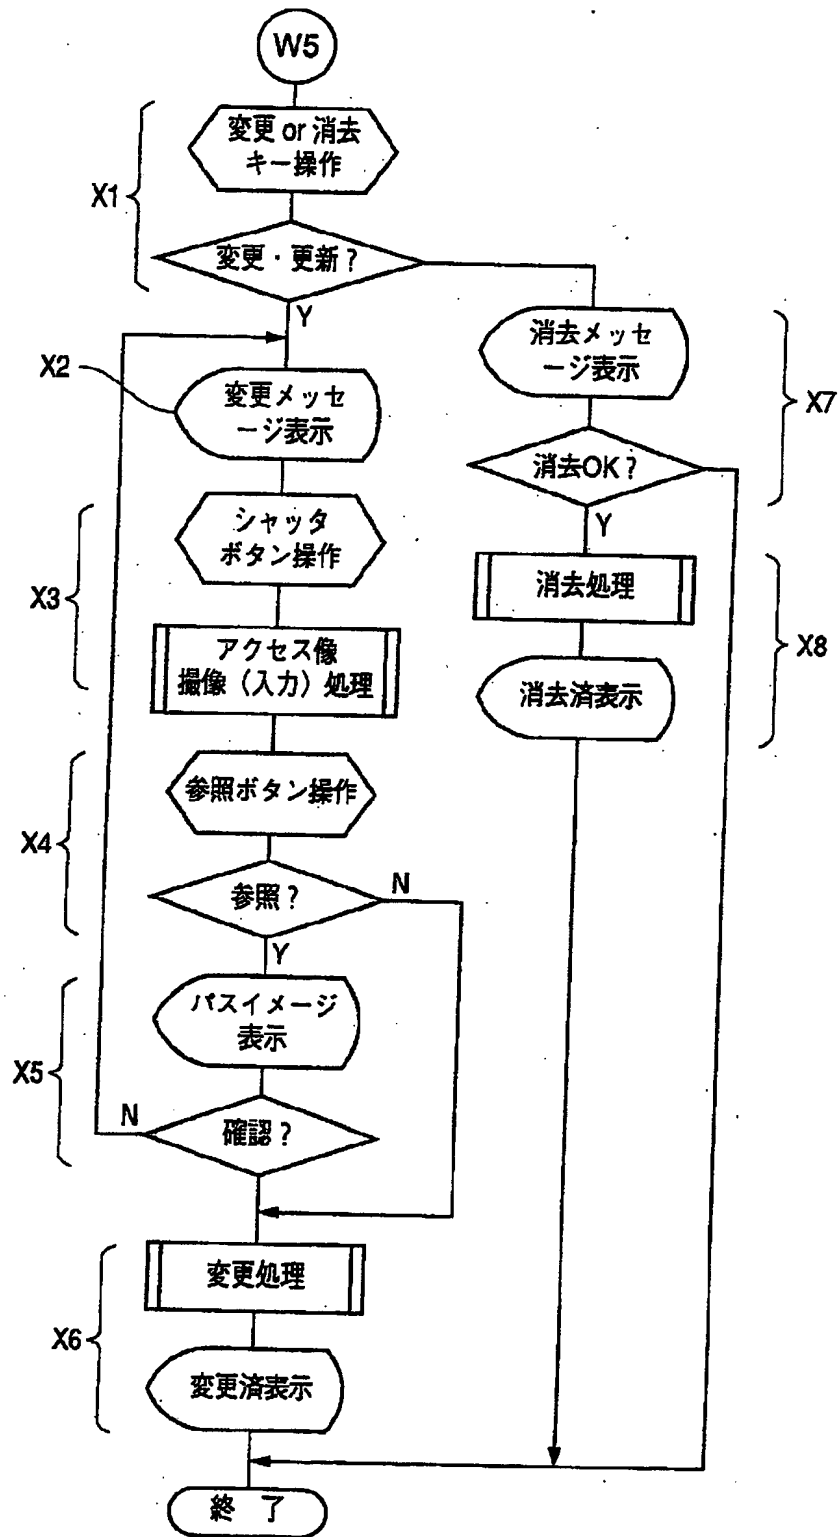 W5
変更 or 消去
キー操作
X1
変更・更新？
Y
X2
変更メッセ
ージ表示
シャッタ
ボタン操作
X3
アクセス像
撮像（入力）処理
参照ボタン操作
X4
参照？
N
Y
パスイメージ
表示
X5
N
確認？
変更処理
X6
変更済表示
終 了
消去メッセ
ージ表示
X7
消去OK？
Y
消去処理
X8
消去済表示